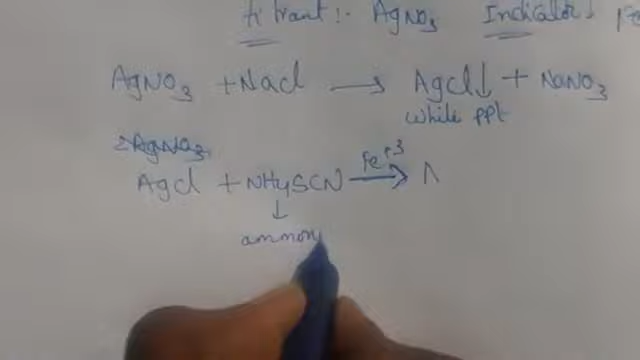 titrant :- AgNO3 Indicator :-
AgNO3 + NaCl → AgCl↓ + NaNO3
while ppt
AgNO3
AgCl + NH4SCN Fe+3 → A
↓
ammon